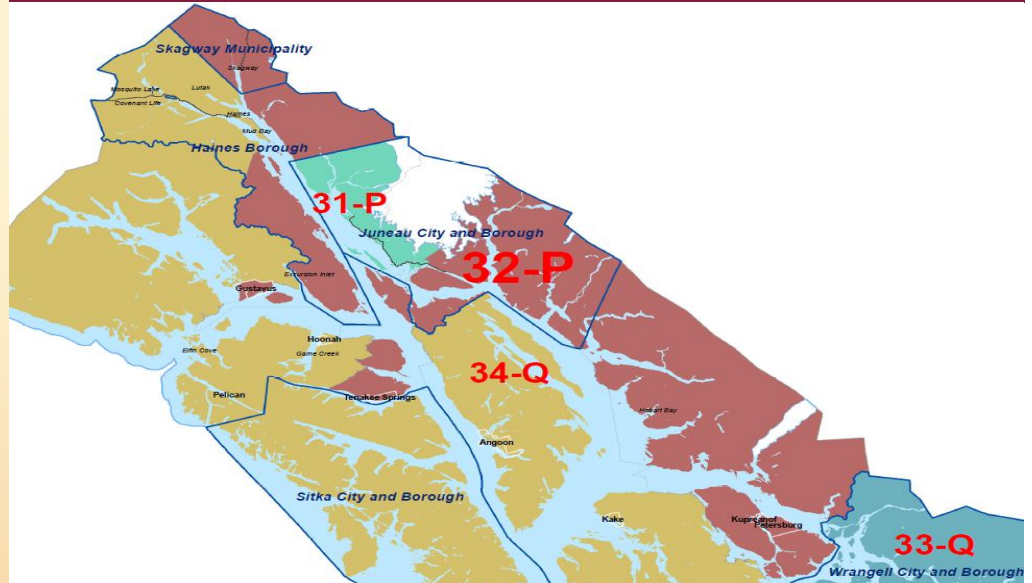 Skagway Municipality
Skagway
Mosquito Lake
Lutak
Covenant Life
Haines
Mud Bay
Haines Borough
31-P
Juneau City and Borough
32-P
Excursion Inlet
Gustavus
Hoonah
Elfin Cove
Game Creek
34-Q
Pelican
Tenakee Springs
Hobart Bay
Angoon
Sitka City and Borough
Kake
Kupreanof
Petersburg
33-Q
Wrangell City and Borough